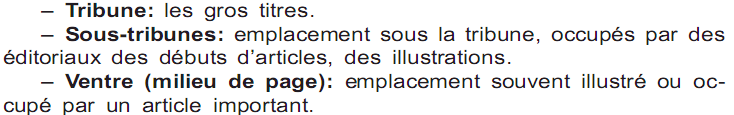 – Tribune: les gros titres.
– Sous-tribunes: emplacement sous la tribune, occupés par des
éditoriaux des débuts d'articles, des illustrations.
– Ventre (milieu de page): emplacement souvent illustré ou oc-
cupé par un article important.